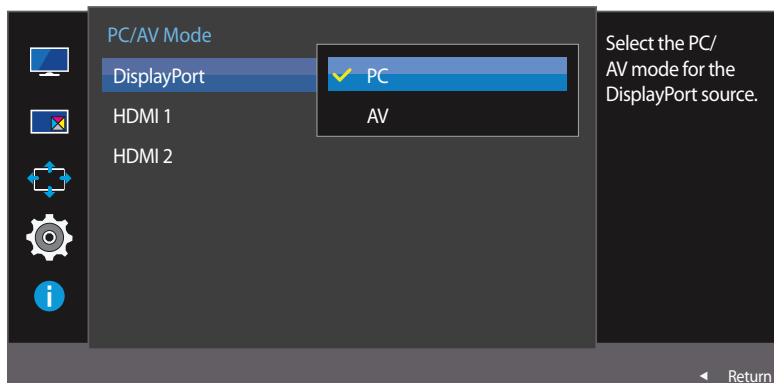 PC/AV Mode
DisplayPort
PC
HDMI 1
AV
HDMI 2
Select the PC/
AV mode for the
DisplayPort source.
i
Return